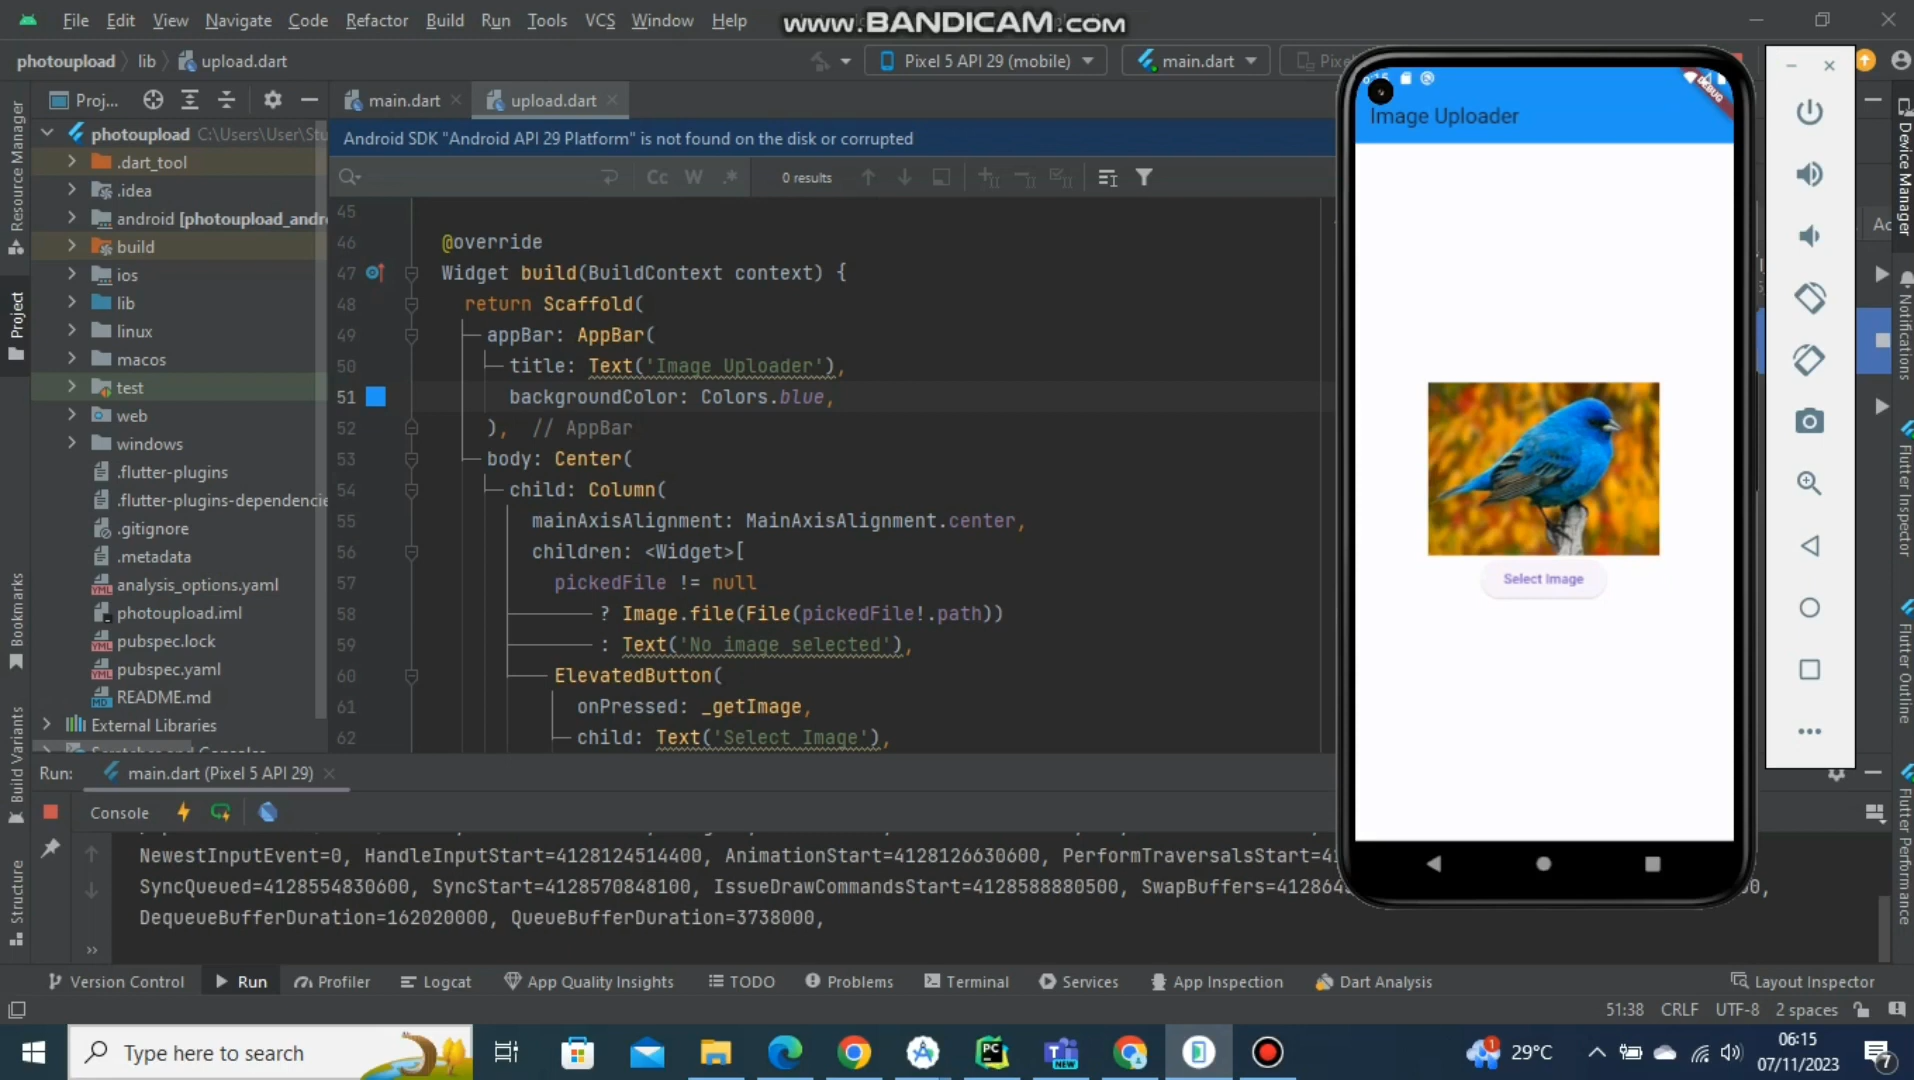 File Edit View Navigate Code Refactor Build Run Tools VCS Window Help
www.BANDICAM.com
photoupload lib upload.dart
Pixel 5 API 29 (mobile) main.dart
Proj...
main.dart upload.dart
Android SDK "Android API 29 Platform" is not found on the disk or corrupted
Cc W .* 0 results
photoupload
.dart_tool
.idea
android
build
ios
lib
linux
macos
test
web
windows
.flutter-plugins
.gitignore
.metadata
analysis_options.yaml
photoupload.iml
pubspec.lock
pubspec.yaml
README.md
External Libraries
45
46 @override
47 Widget build(BuildContext context) {
48 return Scaffold(
49 appBar: AppBar(
50 title: Text('Image Uploader'),
51 backgroundColor: Colors.blue,
52 ), // AppBar
53 body: Center(
54 child: Column(
55 mainAxisAlignment: MainAxisAlignment.center,
56 children: <Widget>[
57 pickedFile != null
58 ? Image.file(File(pickedFile!.path))
59 : Text('No image selected'),
60 ElevatedButton(
61 onPressed: _getImage,
62 child: Text('Select Image'),
Resource Manager
Project
Bookmarks
Build Variants
Structure
DEBUG
Image Uploader
Select Image
Device Manager
Notifications
Flutter Inspector
Flutter Outline
Flutter Performance
Run: main.dart (Pixel 5 API 29)
Console
NewestInputEvent=0, HandleInputStart=4128124514400, AnimationStart=4128126630600,
SyncQueued=4128554830600, SyncStart=4128570848100, IssueDrawCommandsStart=4128588880500,
DequeueBufferDuration=162020000, QueueBufferDuration=3738000,
Version Control Run Profiler Logcat App Quality Insights TODO Problems Terminal Services App Inspection Dart Analysis Layout Inspector
51:38 CRLF UTF-8 2 spaces
Type here to search
PC
NEW
1
29°C
06:15
07/11/2023
7